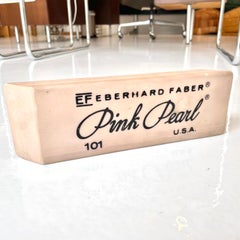 EF EBERHARD FABER®
Pink Pearl®
101 U.S.A.